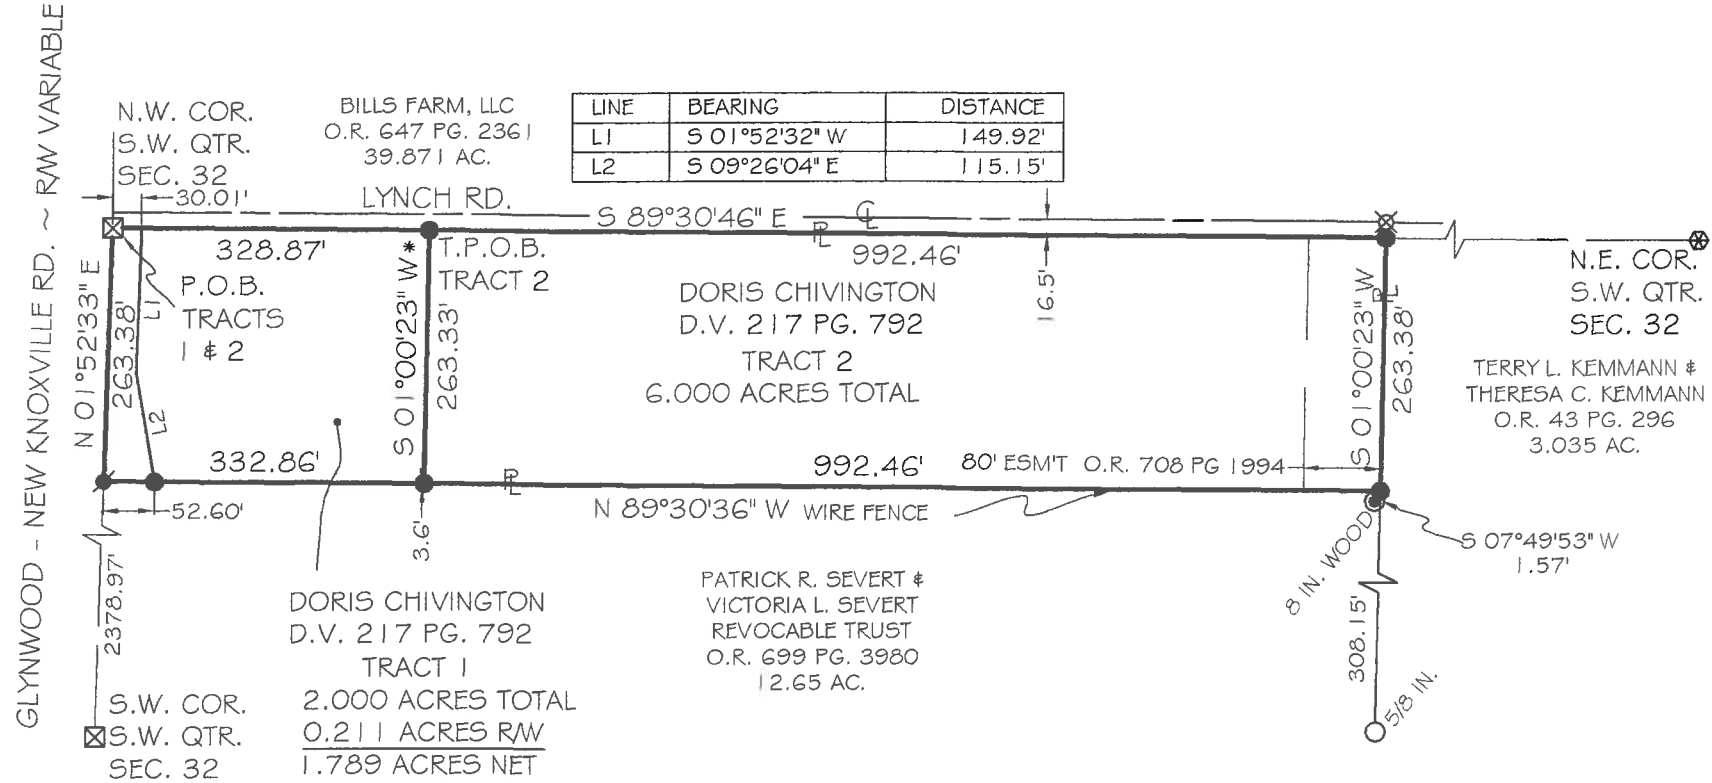 GLYNWOOD - NEW KNOXVILLE RD. ~ R/W VARIABLE
N.W. COR.
S.W. QTR.
SEC. 32
30.01'
BILLS FARM, LLC
O.R. 647 PG. 2361
39.871 AC.
LYNCH RD.
LINE BEARING DISTANCE
L1 S 01°52'32" W 149.92'
L2 S 09°26'04" E 115.15'
S 89°30'46" E
CL
PL
328.87'
992.46'
16.5'
N 01°52'33" E
263.38'
L1
L2
P.O.B.
TRACTS
1 & 2
S 01°00'23" W *
263.33'
T.P.O.B.
TRACT 2
DORIS CHIVINGTON
D.V. 217 PG. 792
TRACT 2
6.000 ACRES TOTAL
S 01°00'23" W
PL
263.38'
N.E. COR.
S.W. QTR.
SEC. 32
TERRY L. KEMMANN &
THERESA C. KEMMANN
O.R. 43 PG. 296
3.035 AC.
332.86'
992.46'
80' ESM'T O.R. 708 PG 1994
PL
52.60'
3.6'
N 89°30'36" W WIRE FENCE
S 07°49'53" W
1.57'
8 IN. WOOD
308.15'
5/8 IN.
2378.97'
S.W. COR.
S.W. QTR.
SEC. 32
DORIS CHIVINGTON
D.V. 217 PG. 792
TRACT 1
2.000 ACRES TOTAL
0.211 ACRES R/W
1.789 ACRES NET
PATRICK R. SEVERT &
VICTORIA L. SEVERT
REVOCABLE TRUST
O.R. 699 PG. 3980
12.65 AC.